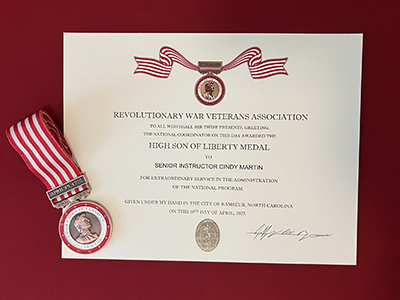 REVOLUTIONARY WAR VETERANS ASSOCIATION
TO ALL WHO SHALL SEE THESE PRESENTS, GREETING:
THE NATIONAL COORDINATOR ON THIS DAY AWARDED THE
HIGH SON OF LIBERTY MEDAL
TO
SENIOR INSTRUCTOR CINDY MARTIN
FOR EXTRAORDINARY SERVICE IN THE ADMINISTRATION
OF THE NATIONAL PROGRAM.
GIVEN UNDER MY HAND IN THE CITY OF RAMSEUR, NORTH CAROLINA
ON THIS 19TH DAY OF APRIL, 2025